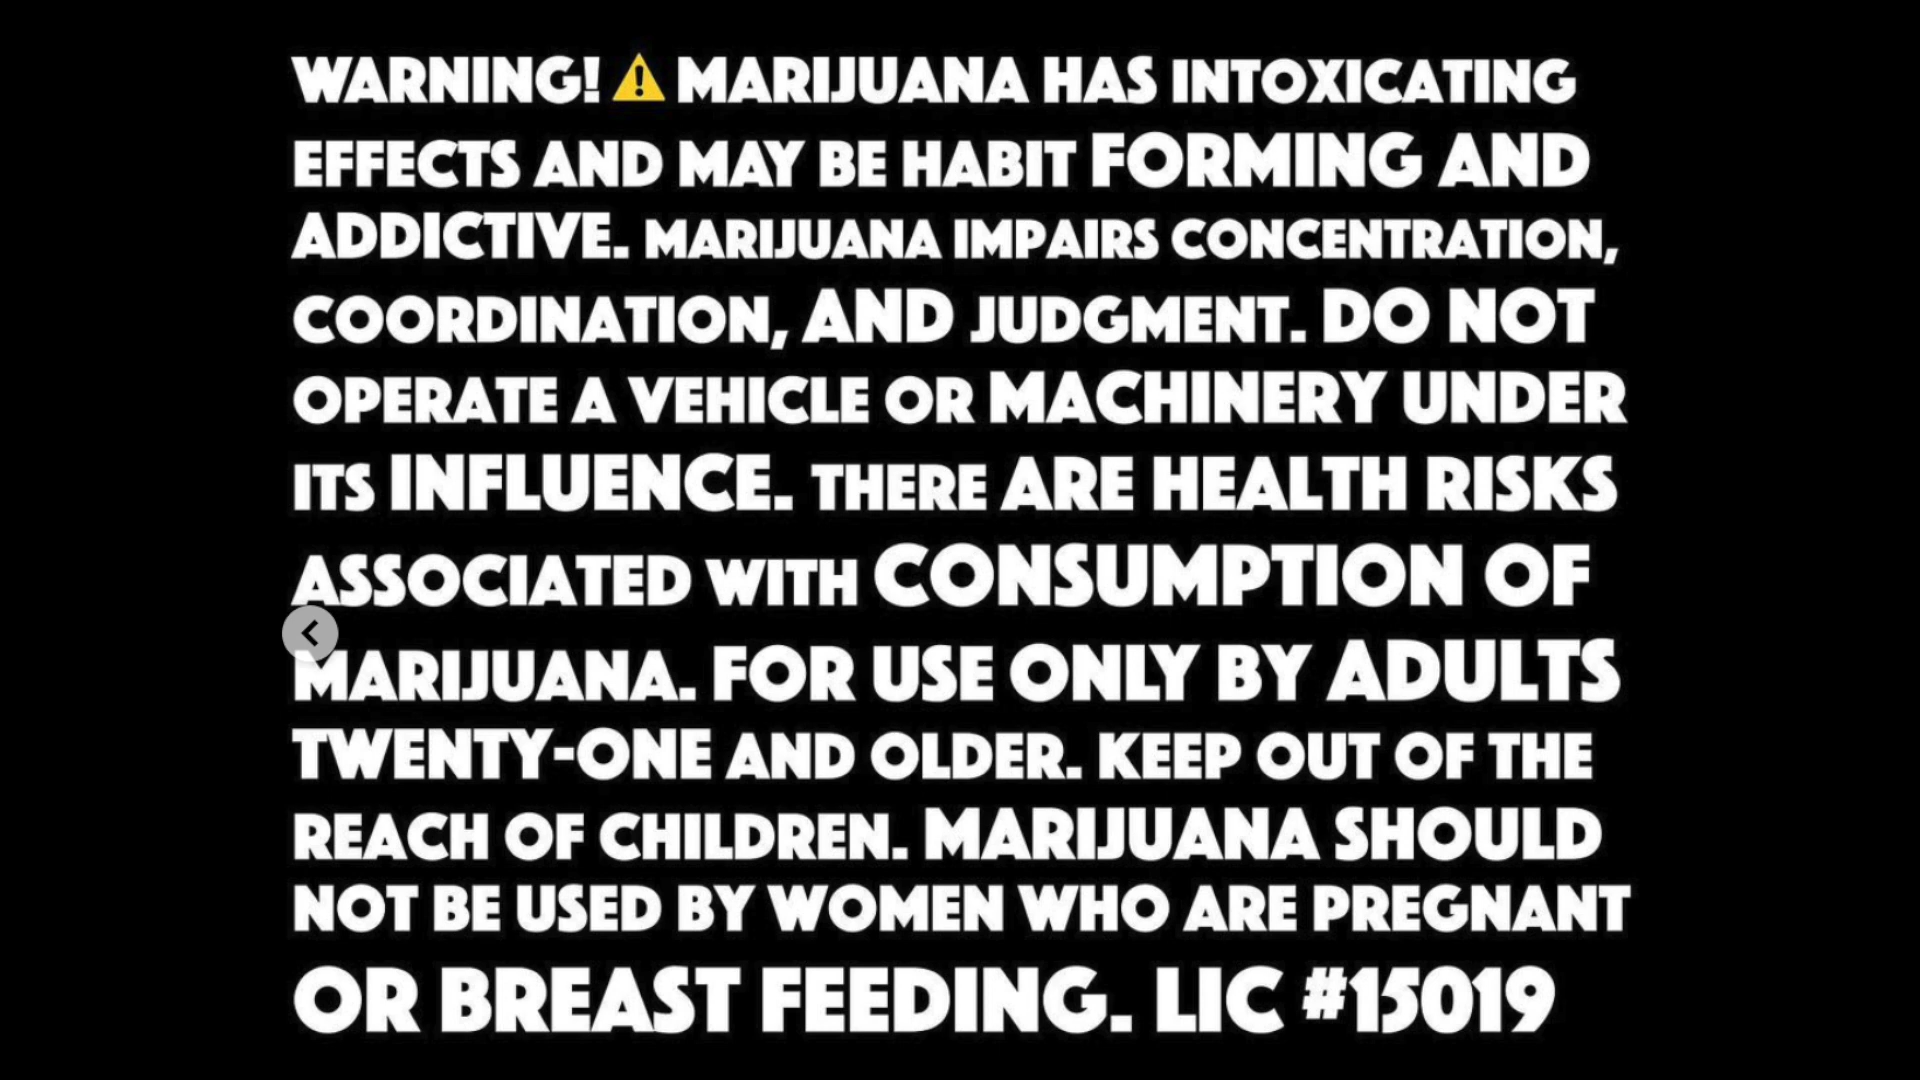 WARNING! ⚠ MARIJUANA HAS INTOXICATING
EFFECTS AND MAY BE HABIT FORMING AND
ADDICTIVE. MARIJUANA IMPAIRS CONCENTRATION,
COORDINATION, AND JUDGMENT. DO NOT
OPERATE A VEHICLE OR MACHINERY UNDER
ITS INFLUENCE. THERE ARE HEALTH RISKS
ASSOCIATED WITH CONSUMPTION OF
MARIJUANA. FOR USE ONLY BY ADULTS
TWENTY-ONE AND OLDER. KEEP OUT OF THE
REACH OF CHILDREN. MARIJUANA SHOULD
NOT BE USED BY WOMEN WHO ARE PREGNANT
OR BREAST FEEDING. LIC #15019